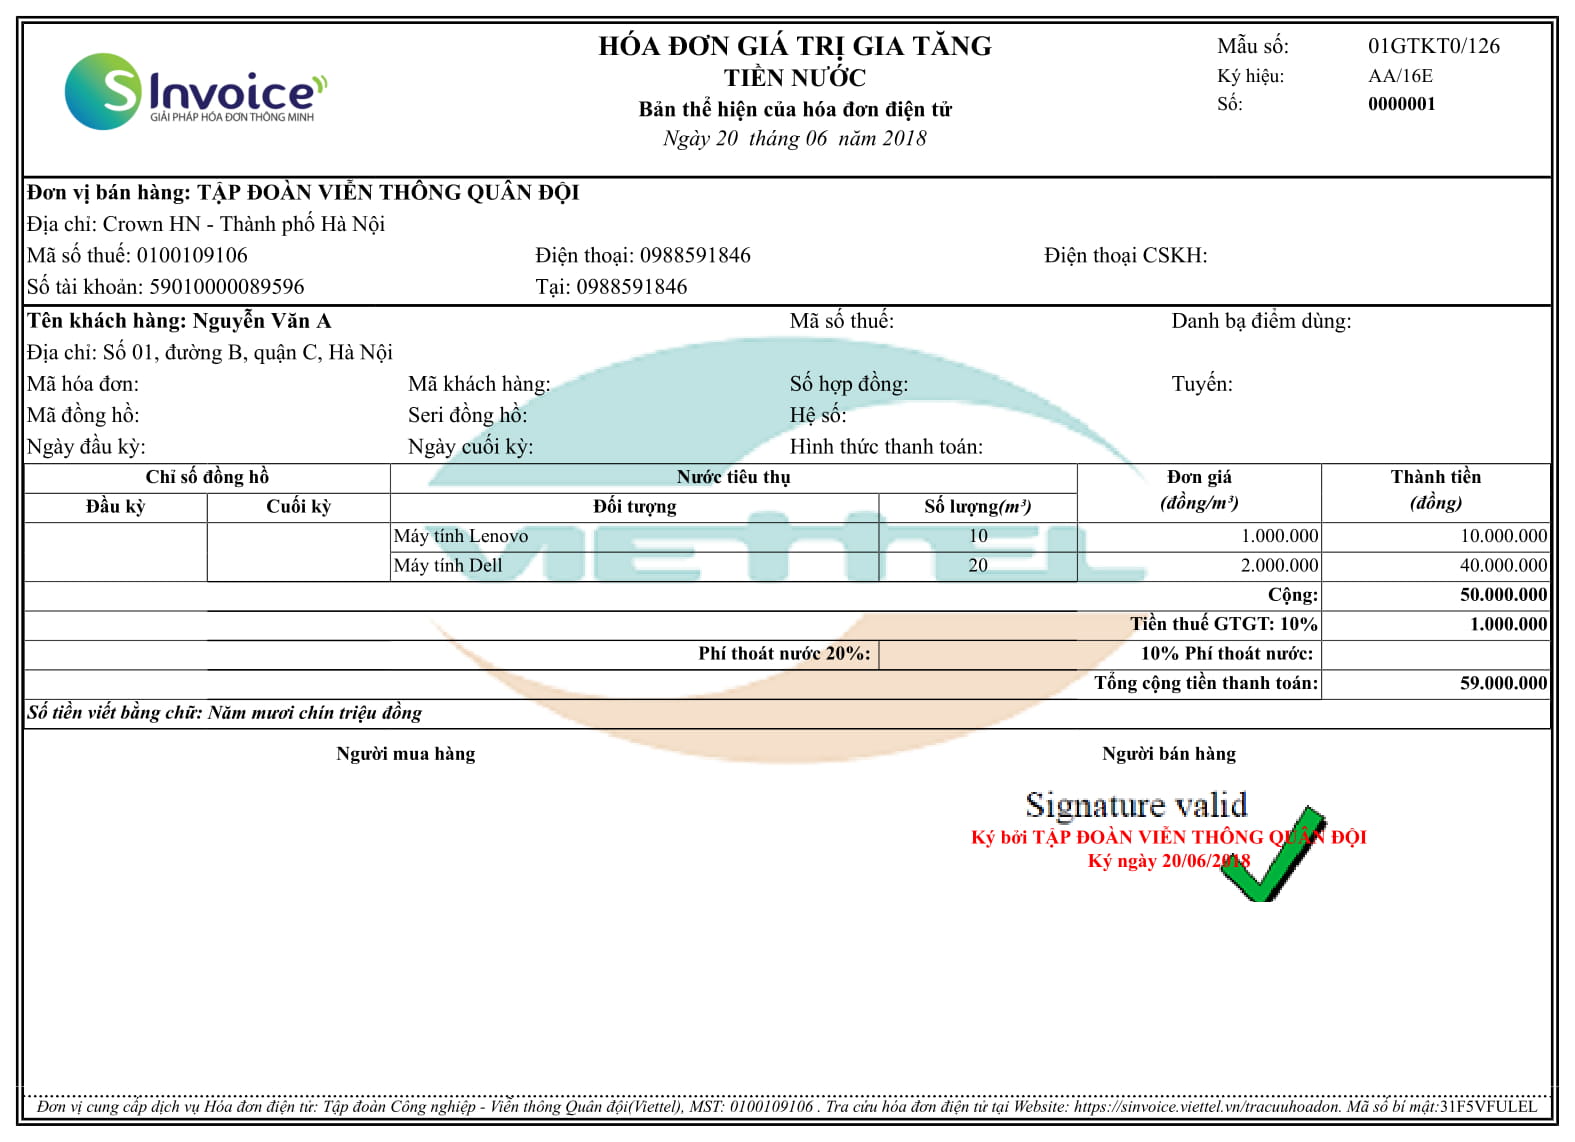 S Invoice
GIẢI PHÁP HÓA ĐƠN THÔNG MINH
HÓA ĐƠN GIÁ TRỊ GIA TĂNG
TIỀN NƯỚC
Bản thể hiện của hóa đơn điện tử
Ngày 20 tháng 06 năm 2018
Mẫu số: 01GTKT0/126
Ký hiệu: AA/16E
Số: 0000001
Đơn vị bán hàng: TẬP ĐOÀN VIỄN THÔNG QUÂN ĐỘI
Địa chỉ: Crown HN - Thành phố Hà Nội
Mã số thuế: 0100109106 Điện thoại: 0988591846 Điện thoại CSKH:
Số tài khoản: 59010000089596 Tại: 0988591846
Tên khách hàng: Nguyễn Văn A Mã số thuế: Danh bạ điểm dùng:
Địa chỉ: Số 01, đường B, quận C, Hà Nội
Mã hóa đơn: Mã khách hàng: Số hợp đồng: Tuyến:
Mã đồng hồ: Seri đồng hồ: Hệ số:
Ngày đầu kỳ: Ngày cuối kỳ: Hình thức thanh toán:
Chỉ số đồng hồ Nước tiêu thụ Đơn giá Thành tiền
Đầu kỳ Cuối kỳ Đối tượng Số lượng(m³) (đồng/m³) (đồng)
VIETTEL
Máy tính Lenovo 10 1.000.000 10.000.000
Máy tính Dell 20 2.000.000 40.000.000
Cộng: 50.000.000
Tiền thuế GTGT: 10% 1.000.000
Phí thoát nước 20%: 10% Phí thoát nước:
Tổng cộng tiền thanh toán: 59.000.000
Số tiền viết bằng chữ: Năm mươi chín triệu đồng
Người mua hàng Người bán hàng
Signature valid
Ký bởi TẬP ĐOÀN VIỄN THÔNG QUÂN ĐỘI
Ký ngày 20/06/2018
Đơn vị cung cấp dịch vụ Hóa đơn điện tử: Tập đoàn Công nghiệp - Viễn thông Quân đội(Viettel), MST: 0100109106 . Tra cứu hóa đơn điện tử tại Website: https://sinvoice.viettel.vn/tracuuhoadon. Mã số bí mật:31F5VFULEL